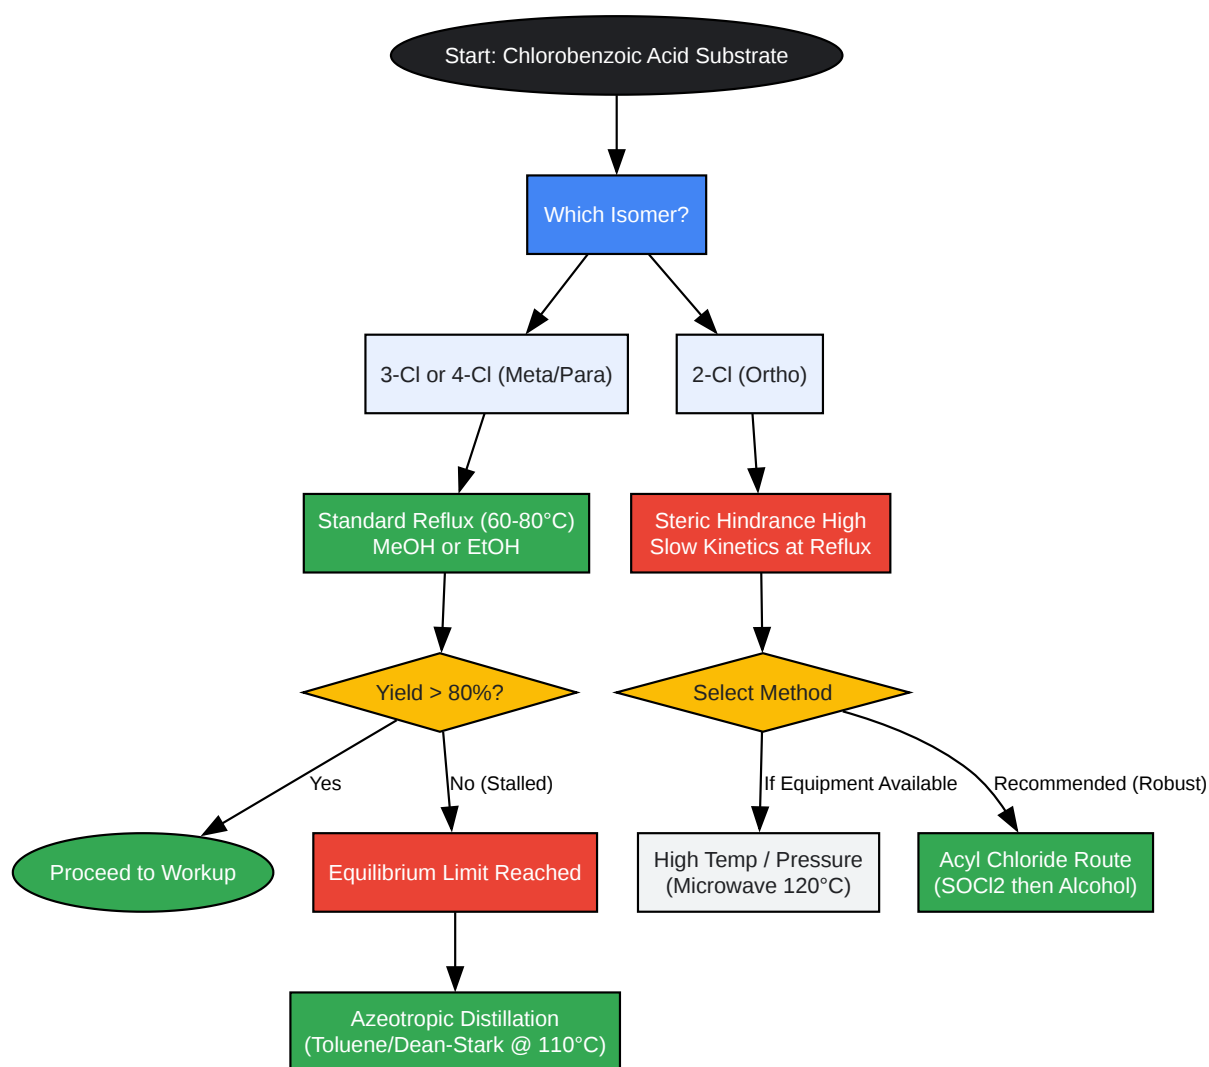 Start: Chlorobenzoic Acid Substrate
Which Isomer?
3-Cl or 4-Cl (Meta/Para)
2-Cl (Ortho)
Standard Reflux (60-80°C)
MeOH or EtOH
Steric Hindrance High
Slow Kinetics at Reflux
Yield > 80%?
Select Method
Yes
No (Stalled)
If Equipment Available
Recommended (Robust)
Proceed to Workup
Equilibrium Limit Reached
High Temp / Pressure
(Microwave 120°C)
Acyl Chloride Route
(SOCl2 then Alcohol)
Azeotropic Distillation
(Toluene/Dean-Stark @ 110°C)